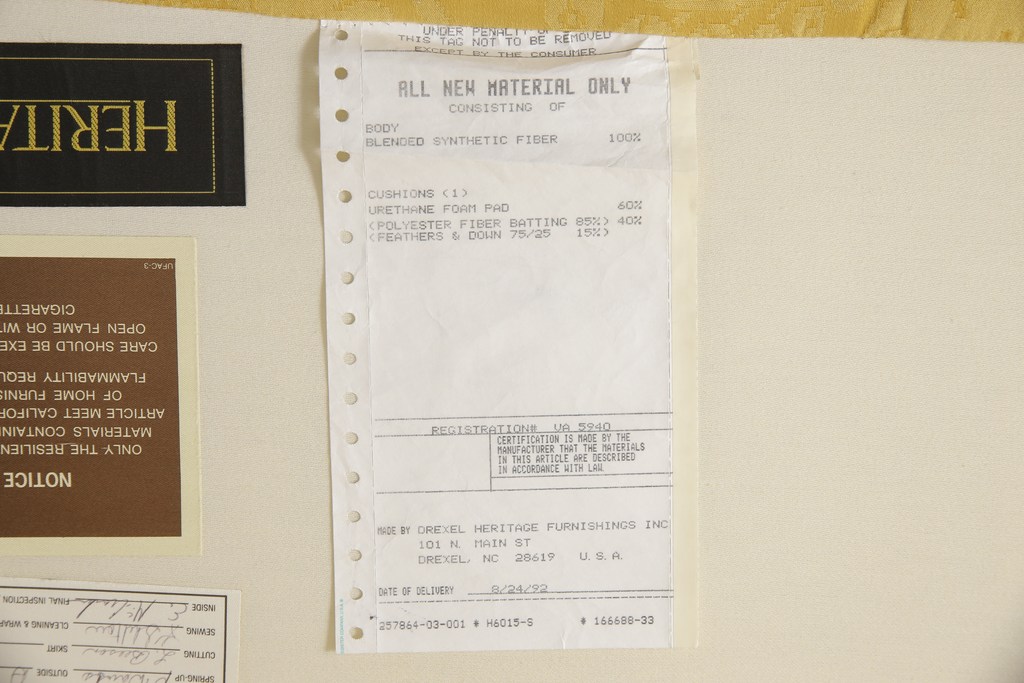 UNDER PENALTY
THIS TAG NOT TO BE REMOVED
EXCEPT BY THE CONSUMER
ALL NEW MATERIAL ONLY
CONSISTING OF
BODY
BLENDED SYNTHETIC FIBER 100%
CUSHIONS (1)
URETHANE FOAM PAD 60%
(POLYESTER FIBER BATTING 85%) 40%
(FEATHERS & DOWN 75/25 15%)
REGISTRATION# VA 5940
CERTIFICATION IS MADE BY THE
MANUFACTURER THAT THE MATERIALS
IN THIS ARTICLE ARE DESCRIBED
IN ACCORDANCE WITH LAW.
MADE BY DREXEL HERITAGE FURNISHINGS INC
101 N. MAIN ST
DREXEL, NC 28619 U.S.A.
DATE OF DELIVERY 8/24/92
257864-03-001 # H6015-S # 166688-33
HERITA
NOTICE
ONLY THE RESILIEN
MATERIALS CONTAINI
ARTICLE MEET CALIFOR
OF HOME FURNIS
FLAMMABILITY REQU
CARE SHOULD BE EXE
OPEN FLAME OR WIT
CIGARETTE
UFAC-3
SPRING-UP OUTSIDE
CUTTING SKIRT
SEWING CLEANING & WRAP
INSIDE FINAL INSPECTION